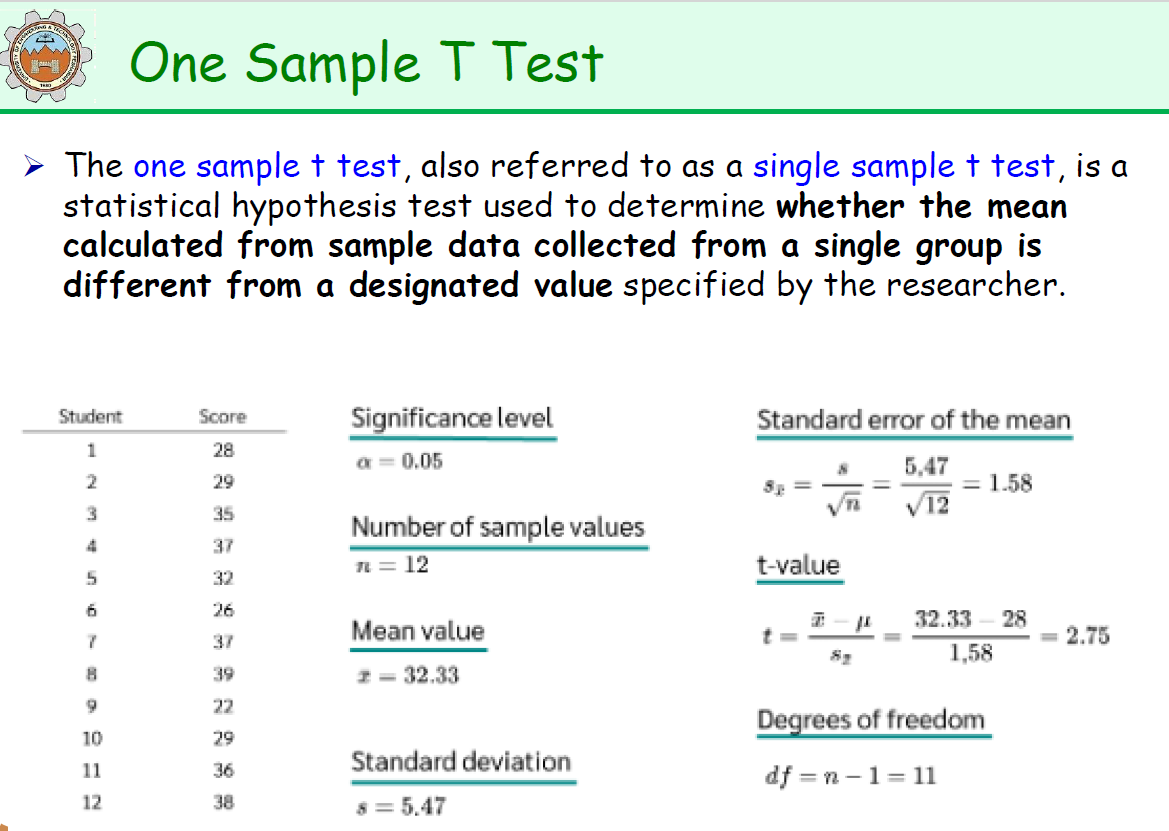 One Sample T Test
➢ The one sample t test, also referred to as a single sample t test, is a
statistical hypothesis test used to determine whether the mean
calculated from sample data collected from a single group is
different from a designated value specified by the researcher.
Student Score
1 28
2 29
3 35
4 37
5 32
6 26
7 37
8 39
9 22
10 29
11 36
12 38
Significance level
α = 0.05
Number of sample values
n = 12
Mean value
x̄ = 32.33
Standard deviation
s = 5.47
Standard error of the mean
s_x̄ = s/√n = 5,47/√12 = 1.58
t-value
t = (x̄ − μ)/s_x̄ = (32.33 − 28)/1,58 = 2.75
Degrees of freedom
df = n − 1 = 11